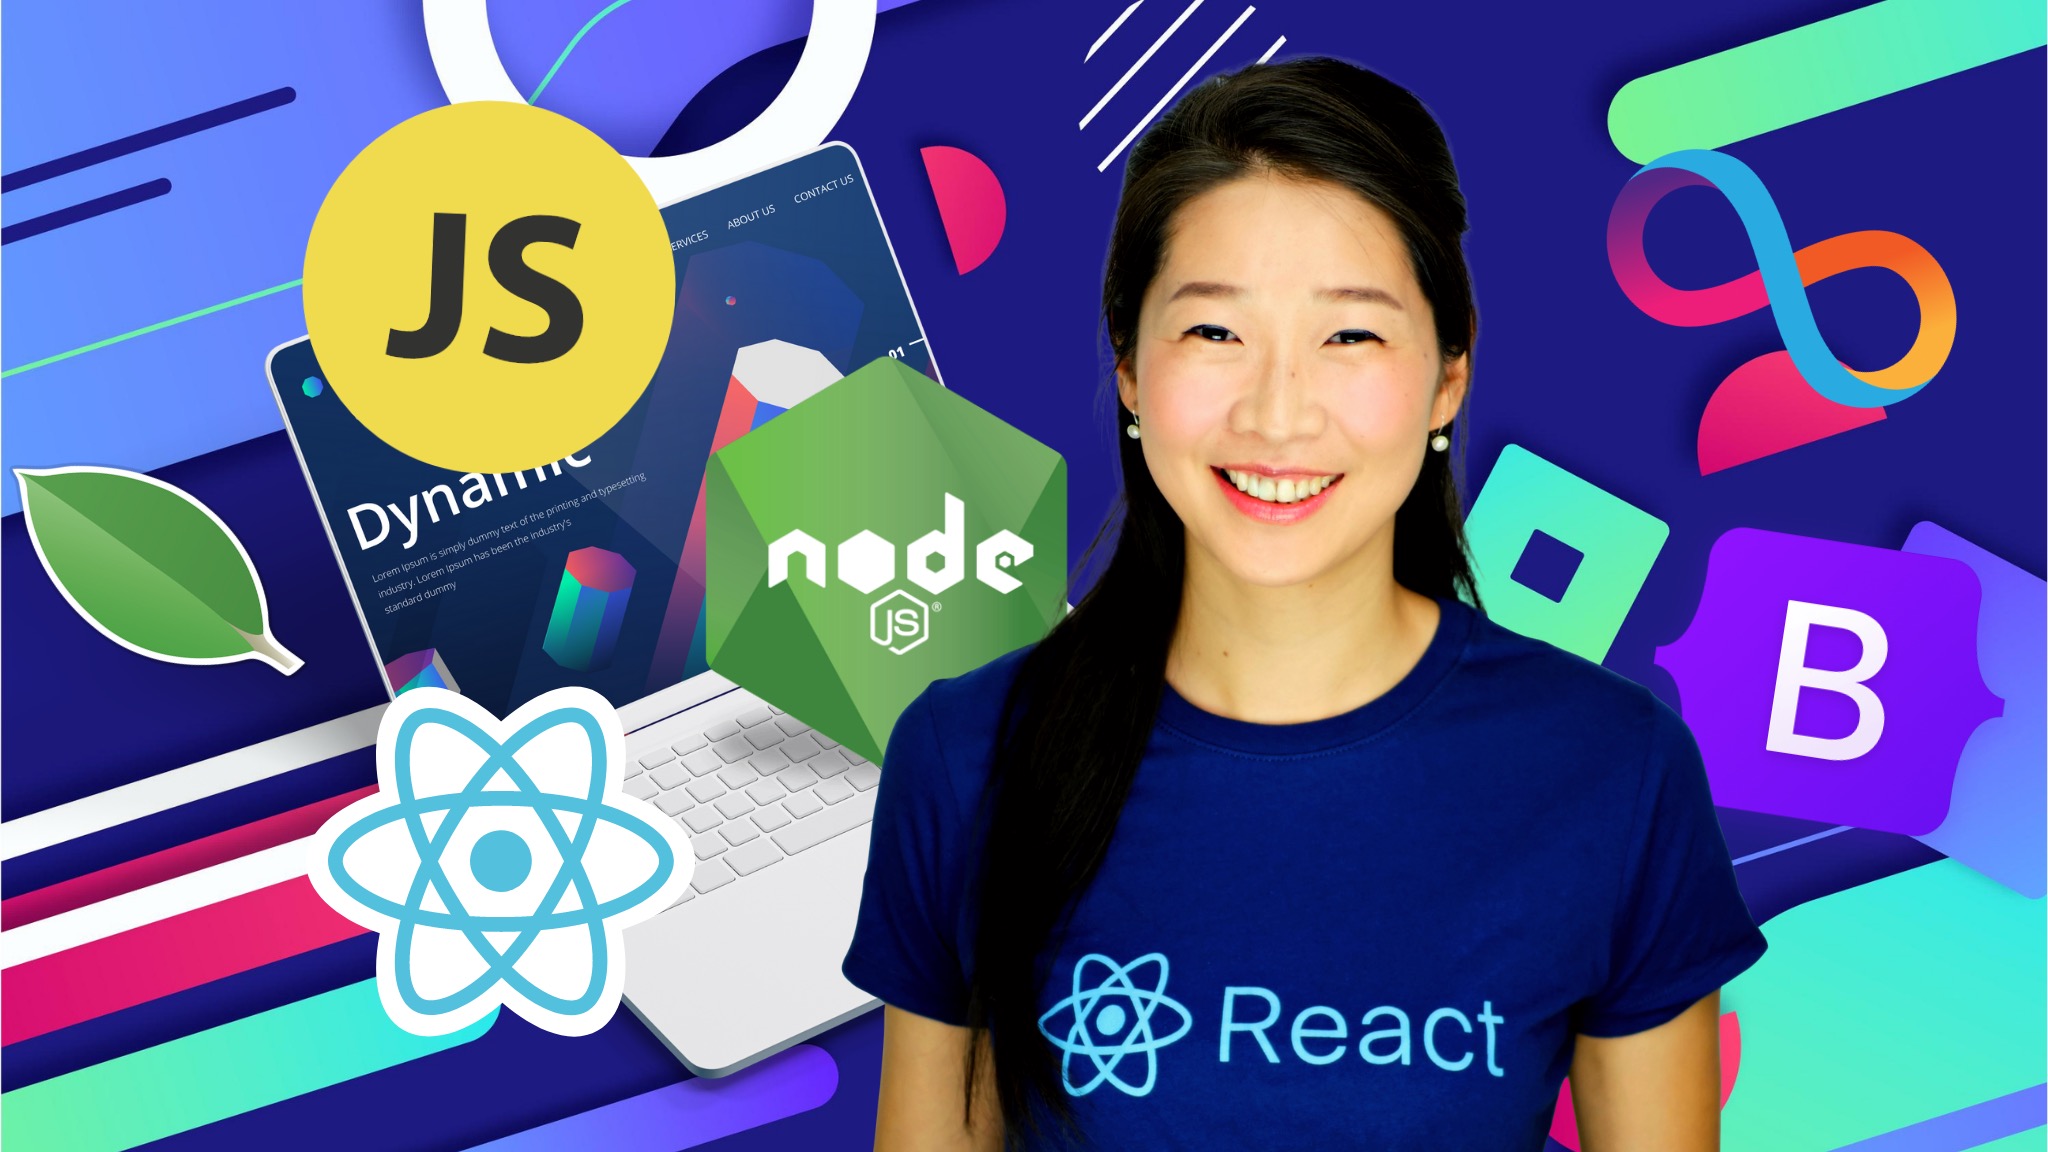 JS
ERVICES
ABOUT US
CONTACT US
01
Dynamic
Lorem Ipsum is simply dummy text of the printing and typesetting
industry. Lorem Ipsum has been the industry's
standard dummy
node
JS®
B
React